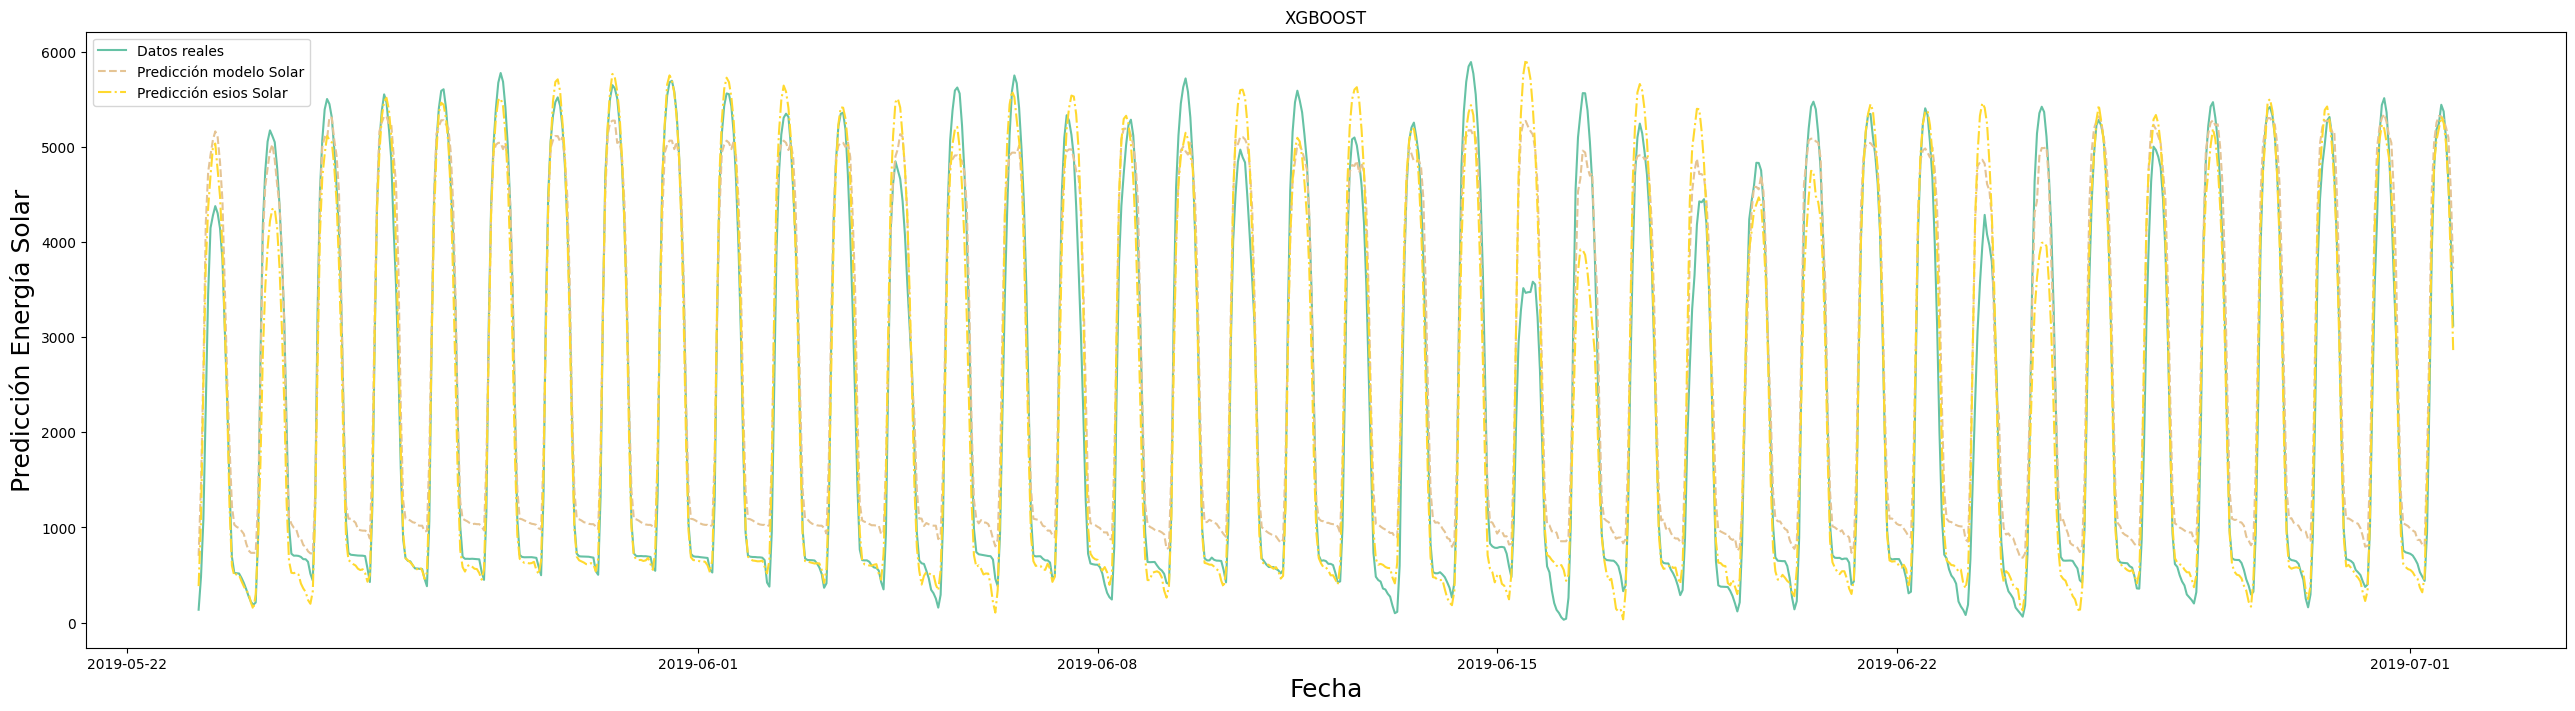 XGBOOST
Datos reales
Predicción modelo Solar
Predicción esios Solar
Predicción Energía Solar
6000
5000
4000
3000
2000
1000
0
2019-05-22
2019-06-01
2019-06-08
2019-06-15
2019-06-22
2019-07-01
Fecha